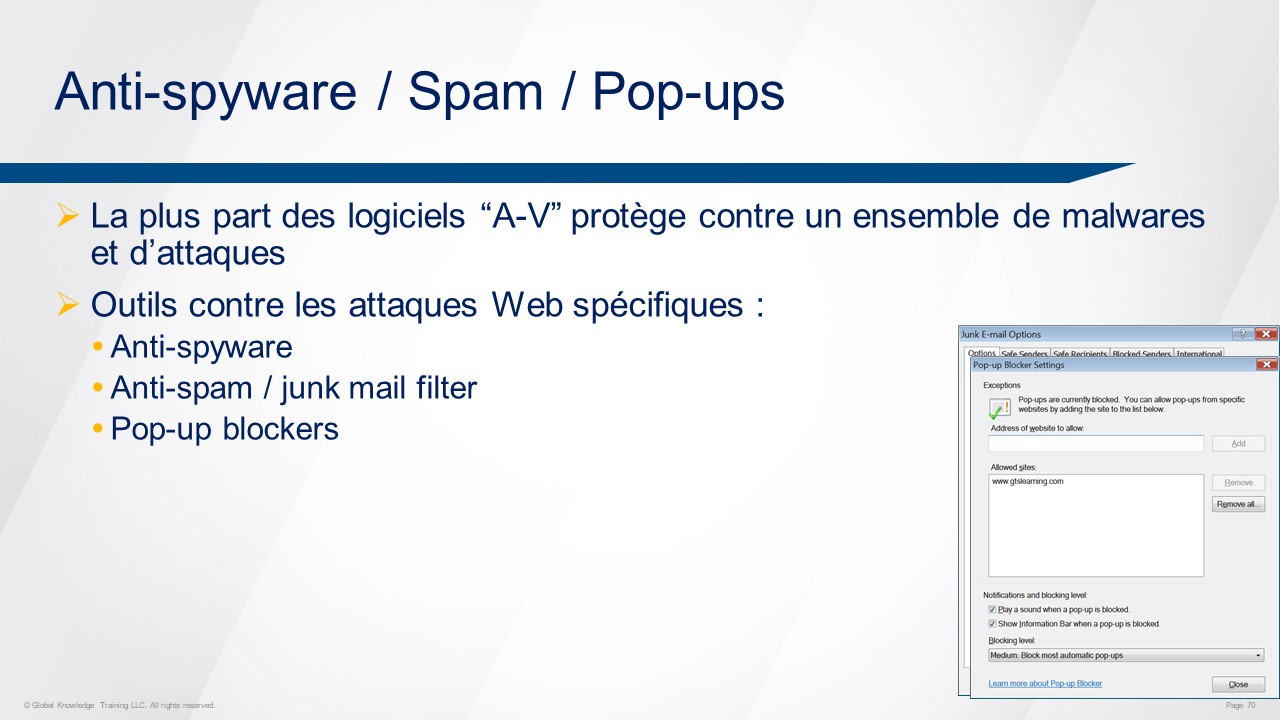 Anti-spyware / Spam / Pop-ups
La plus part des logiciels “A-V” protège contre un ensemble de malwares
et d’attaques
Outils contre les attaques Web spécifiques :
Anti-spyware
Anti-spam / junk mail filter
Pop-up blockers
Junk E-mail Options
Options Safe Senders Safe Recipients Blocked Senders International
Pop-up Blocker Settings
Exceptions
Pop-ups are currently blocked. You can allow pop-ups from specific
websites by adding the site to the list below.
Address of website to allow:
Add
Allowed sites:
www.gtslearning.com
Remove
Remove all...
Notifications and blocking level:
Play a sound when a pop-up is blocked.
Show Information Bar when a pop-up is blocked.
Blocking level:
Medium: Block most automatic pop-ups
Learn more about Pop-up Blocker
Close
© Global Knowledge Training LLC. All rights reserved.
Page 70